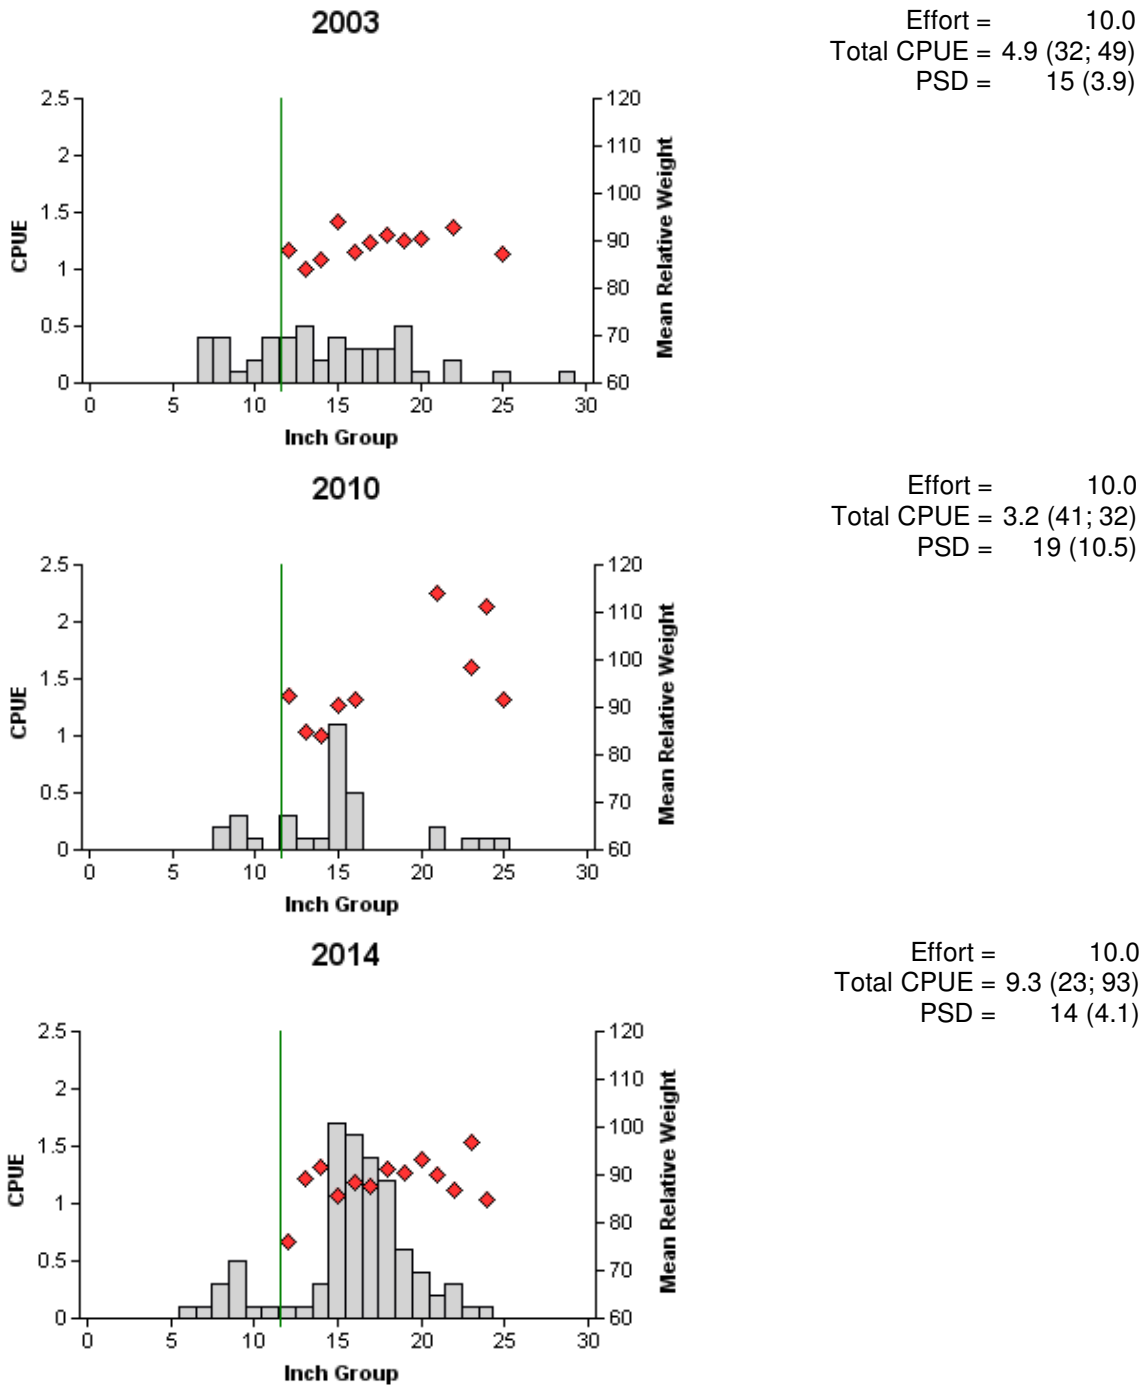 2003
Effort = 10.0
Total CPUE = 4.9 (32; 49)
PSD = 15 (3.9)
2.5
2
1.5
1
0.5
0
CPUE
120
110
100
90
80
70
60
Mean Relative Weight
0 5 10 15 20 25 30
Inch Group
2010
Effort = 10.0
Total CPUE = 3.2 (41; 32)
PSD = 19 (10.5)
2.5
2
1.5
1
0.5
0
CPUE
120
110
100
90
80
70
60
Mean Relative Weight
0 5 10 15 20 25 30
Inch Group
2014
Effort = 10.0
Total CPUE = 9.3 (23; 93)
PSD = 14 (4.1)
2.5
2
1.5
1
0.5
0
CPUE
120
110
100
90
80
70
60
Mean Relative Weight
0 5 10 15 20 25 30
Inch Group